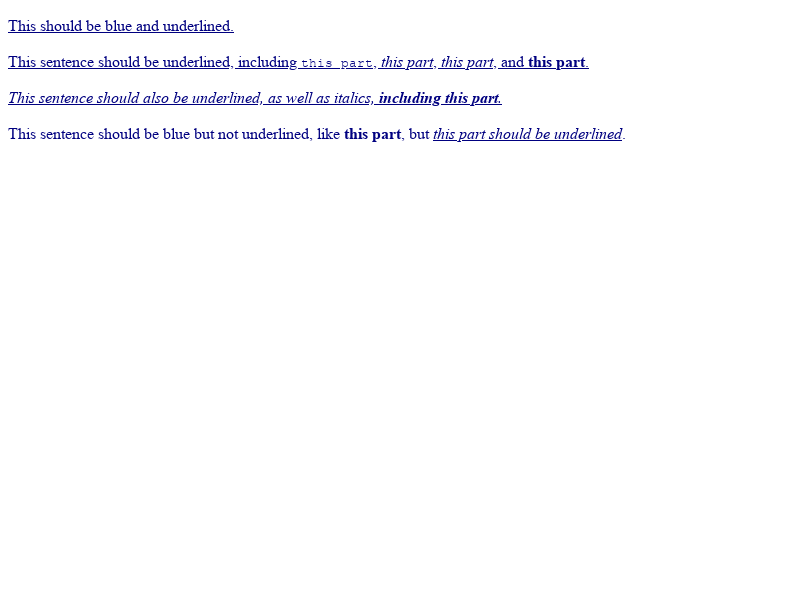 This should be blue and underlined.
This sentence should be underlined, including this part, this part, this part, and this part.
This sentence should also be underlined, as well as italics, including this part.
This sentence should be blue but not underlined, like this part, but this part should be underlined.